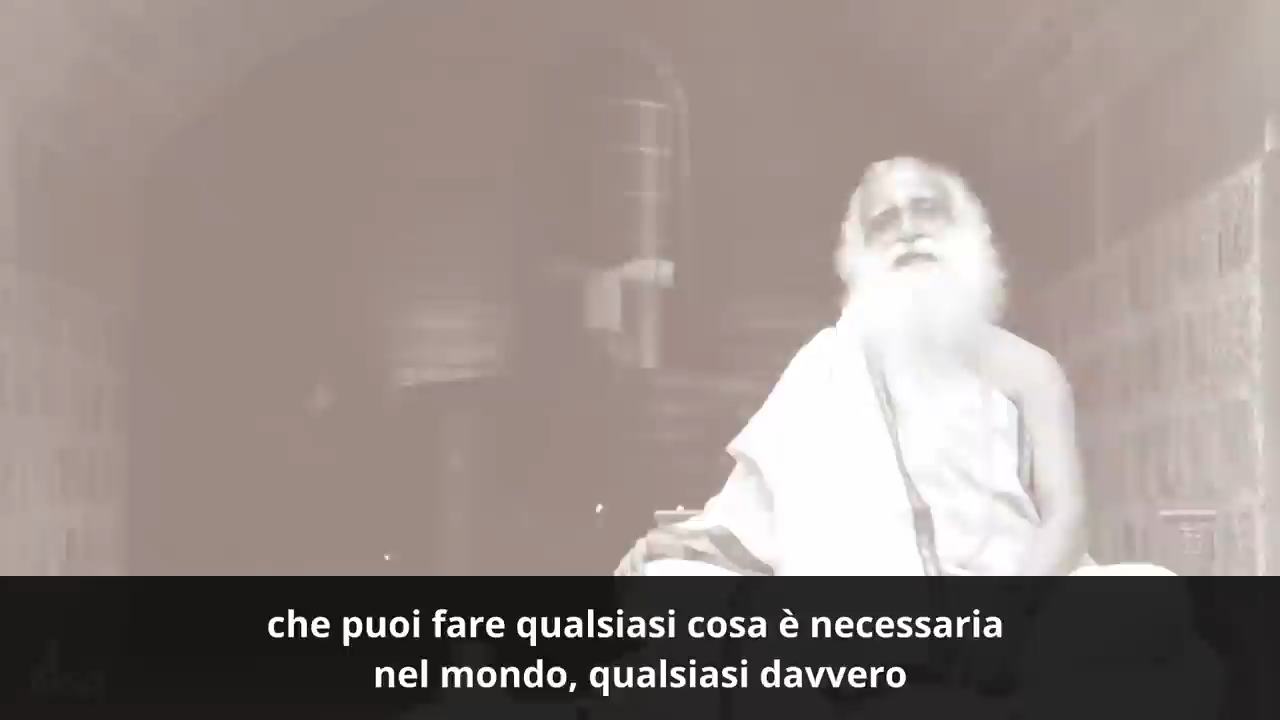 che puoi fare qualsiasi cosa è necessaria
nel mondo, qualsiasi davvero